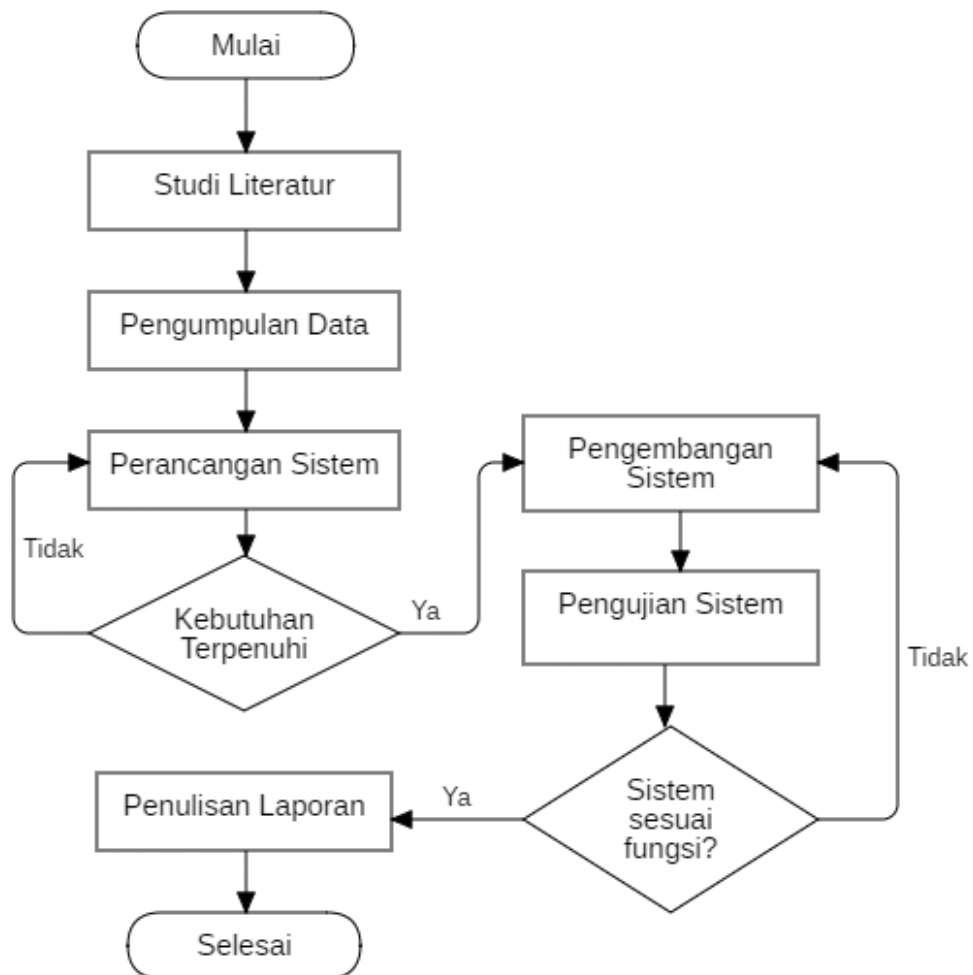 Mulai
Studi Literatur
Pengumpulan Data
Perancangan Sistem
Tidak
Kebutuhan
Terpenuhi
Ya
Pengembangan
Sistem
Pengujian Sistem
Tidak
Sistem
sesuai
fungsi?
Ya
Penulisan Laporan
Selesai